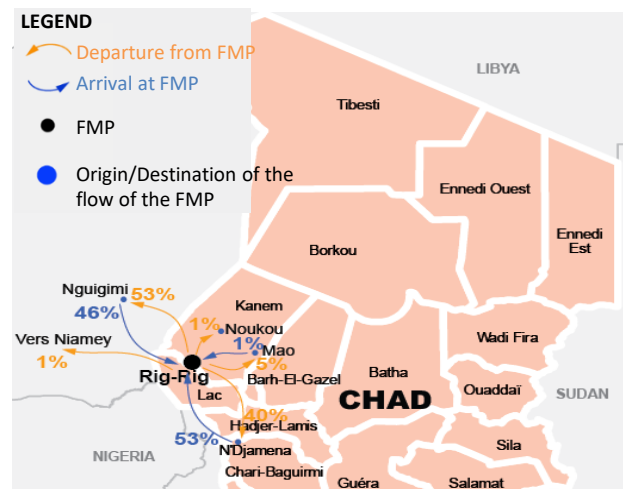 LEGEND
Departure from FMP
Arrival at FMP
FMP
Origin/Destination of the
flow of the FMP
LIBYA
Tibesti
Ennedi Ouest
Ennedi
Est
Borkou
Nguigimi
53%
46%
Kanem
1%
Noukou
Vers Niamey
1%
1%
Mao
5%
Wadi Fira
Rig-Rig
Barh-El-Gazel
Batha
Ouaddaï
Lac
CHAD
SUDAN
40%
Hadjer-Lamis
53%
N'Djamena
NIGERIA
Sila
Chari-Baguirmi
Guéra
Salamat